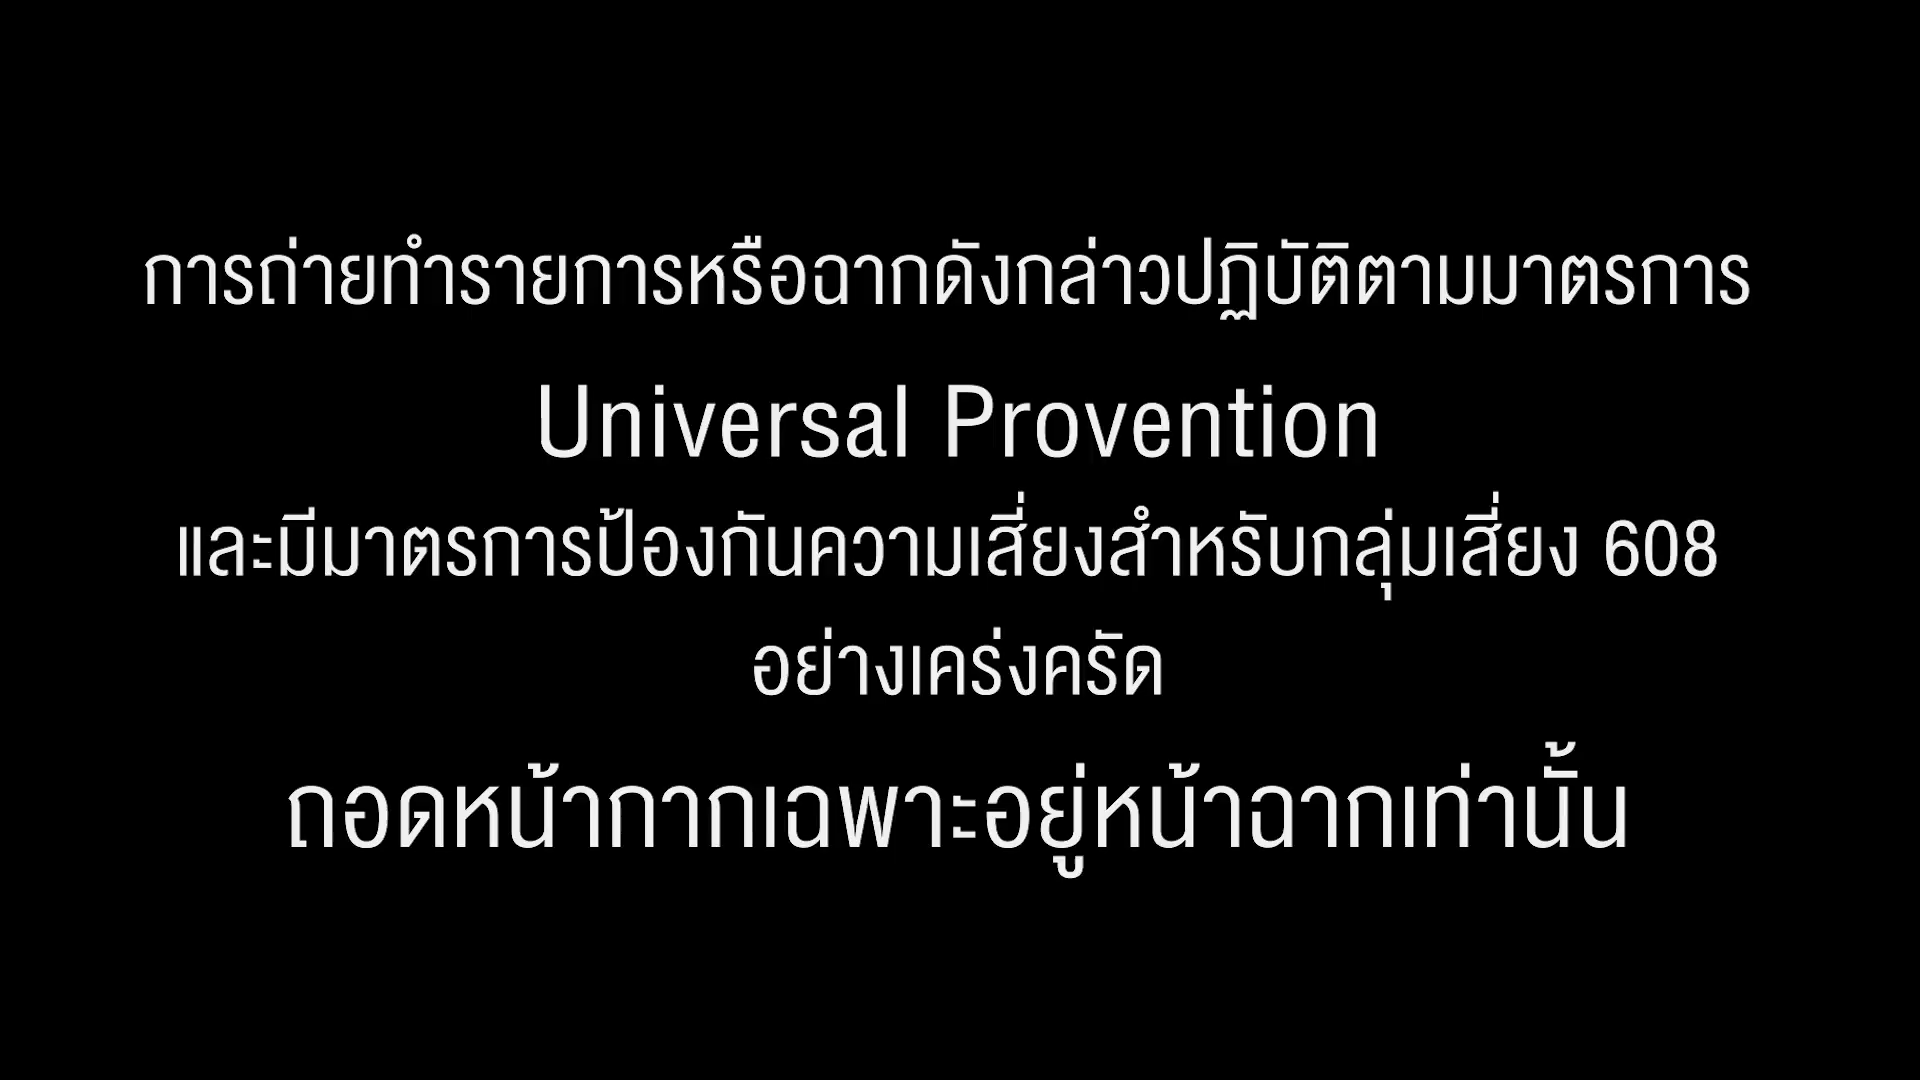 การถ่ายทำรายการหรือฉากดังกล่าวปฏิบัติตามมาตรการ
Universal Provention
และมีมาตรการป้องกันความเสี่ยงสำหรับกลุ่มเสี่ยง 608
อย่างเคร่งครัด
ถอดหน้ากากเฉพาะอยู่หน้าฉากเท่านั้น